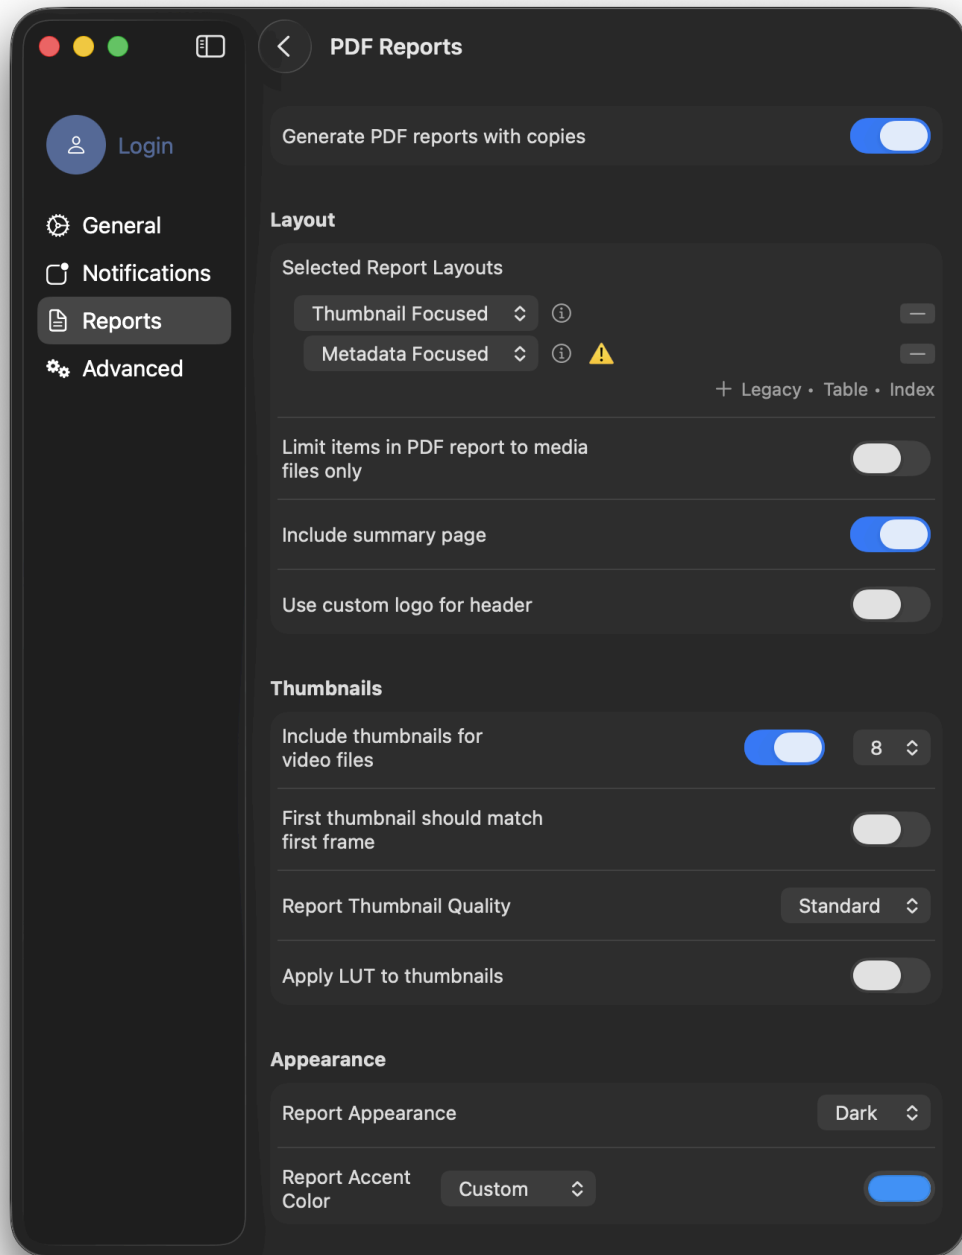 PDF Reports
Login
General
Notifications
Reports
Advanced
Generate PDF reports with copies
Layout
Selected Report Layouts
Thumbnail Focused
Metadata Focused
+ Legacy • Table • Index
Limit items in PDF report to media
files only
Include summary page
Use custom logo for header
Thumbnails
Include thumbnails for
video files
8
First thumbnail should match
first frame
Report Thumbnail Quality
Standard
Apply LUT to thumbnails
Appearance
Report Appearance
Dark
Report Accent
Color
Custom